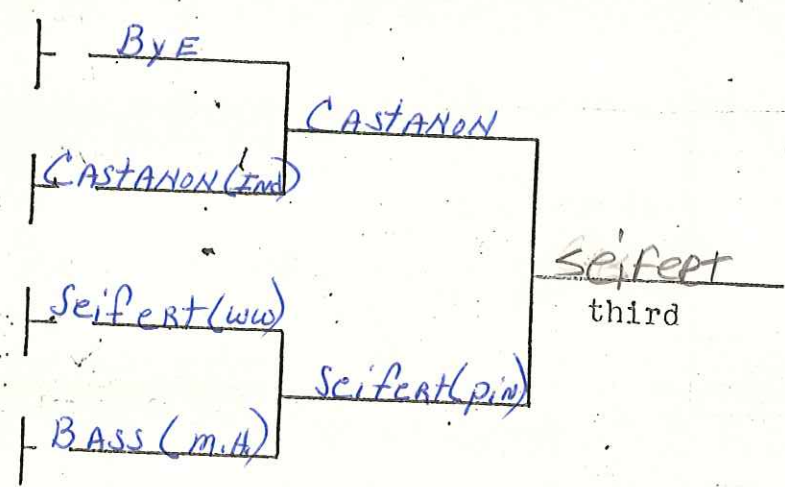 BYE
CASTANON
CASTANON (Ind)
Seifert
third
Seifert (WW)
Seifert (pin)
BASS (M.H.)